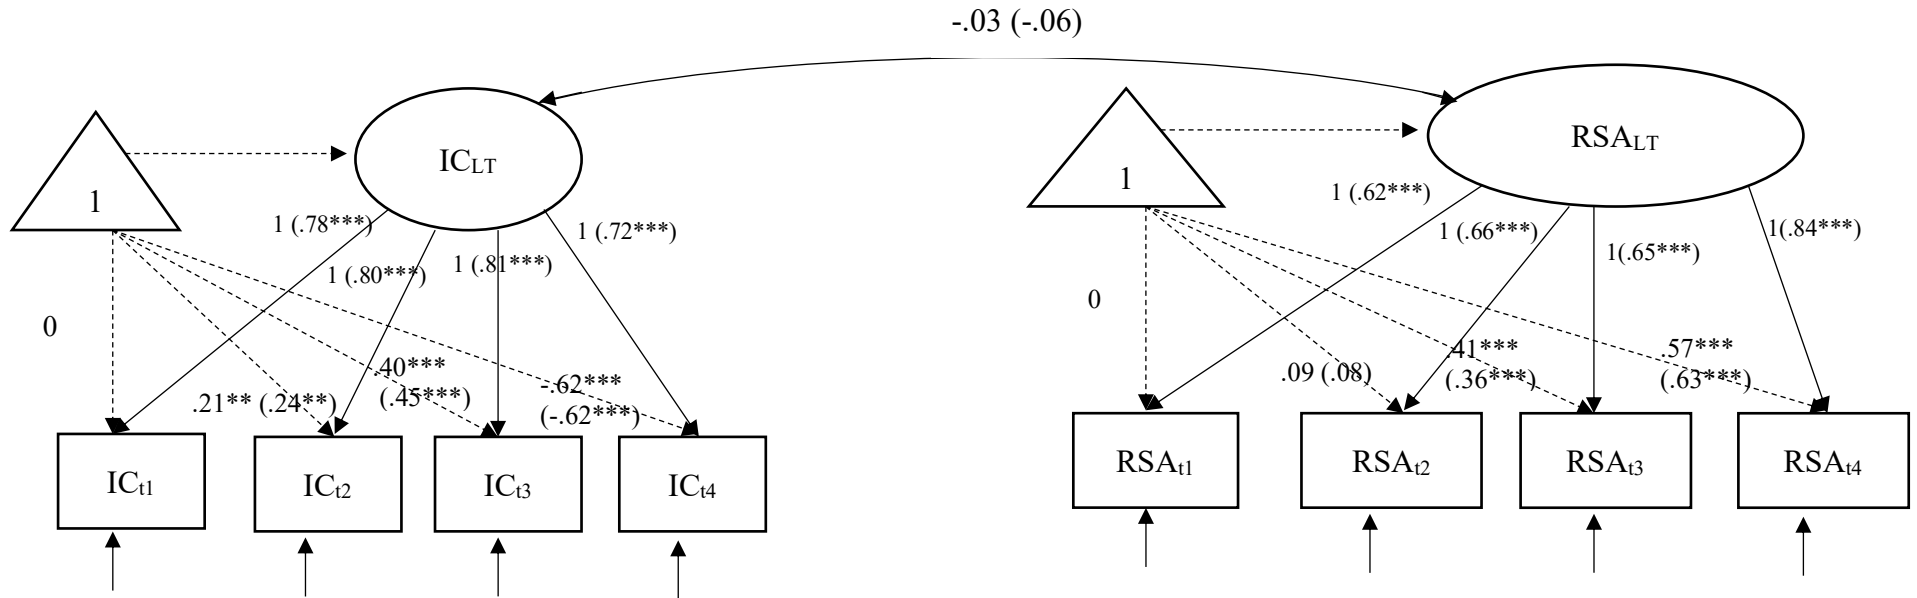 -.03 (-.06)
1
IC_LT
1 (.78***)
1 (.80***)
1 (.81***)
1 (.72***)
0
.21** (.24**)
.40***
(.45***)
-.62***
(-.62***)
IC_t1
IC_t2
IC_t3
IC_t4
1
RSA_LT
1 (.62***)
1 (.66***)
1(.65***)
1(.84***)
0
.09 (.08)
.41***
(.36***)
.57***
(.63***)
RSA_t1
RSA_t2
RSA_t3
RSA_t4